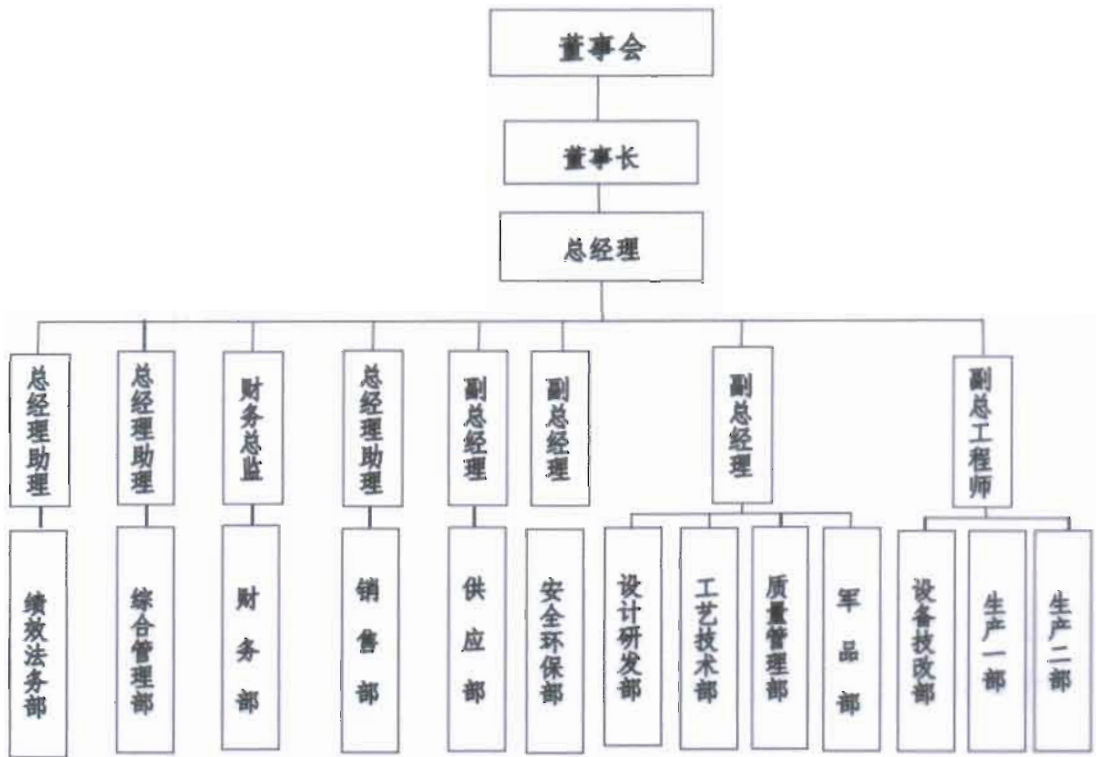 董事会
董事长
总经理
总经理助理
总经理助理
财务总监
总经理助理
副总经理
副总经理
副总经理
副总工程师
绩效法务部
综合管理部
财务部
销售部
供应部
安全环保部
设计研发部
工艺技术部
质量管理部
军品部
设备技改部
生产一部
生产二部